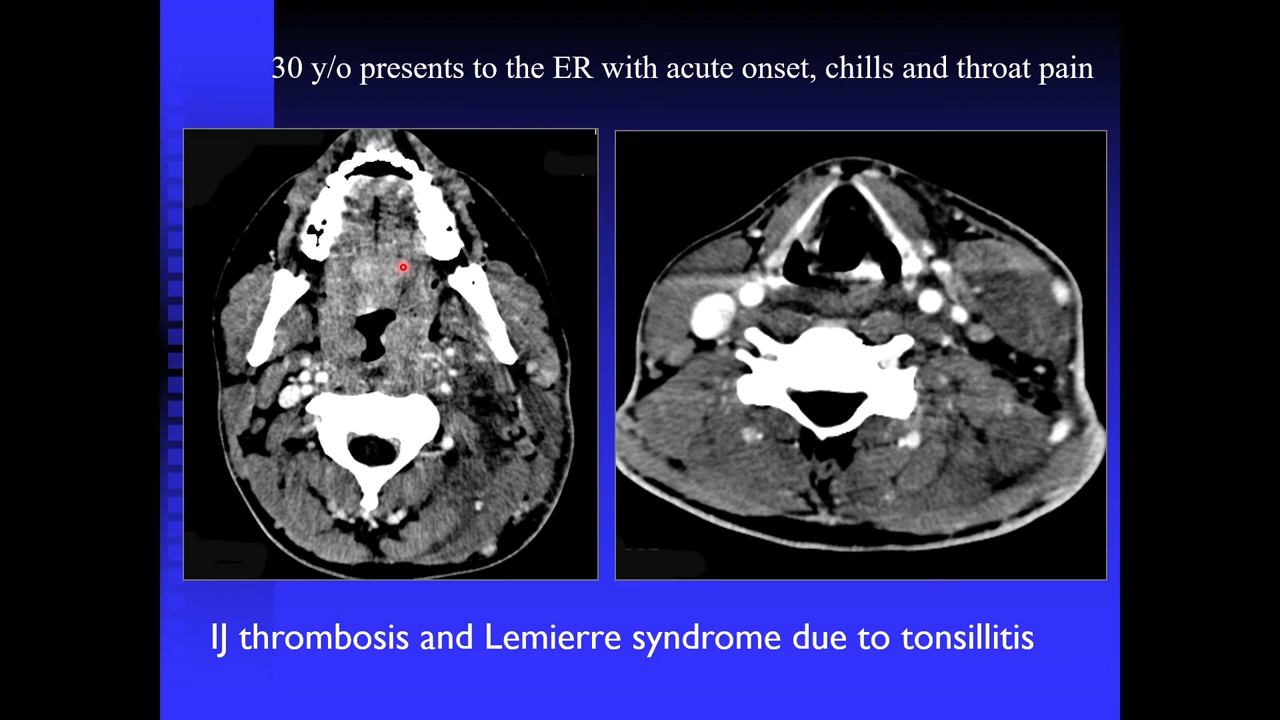 30 y/o presents to the ER with acute onset, chills and throat pain
IJ thrombosis and Lemierre syndrome due to tonsillitis